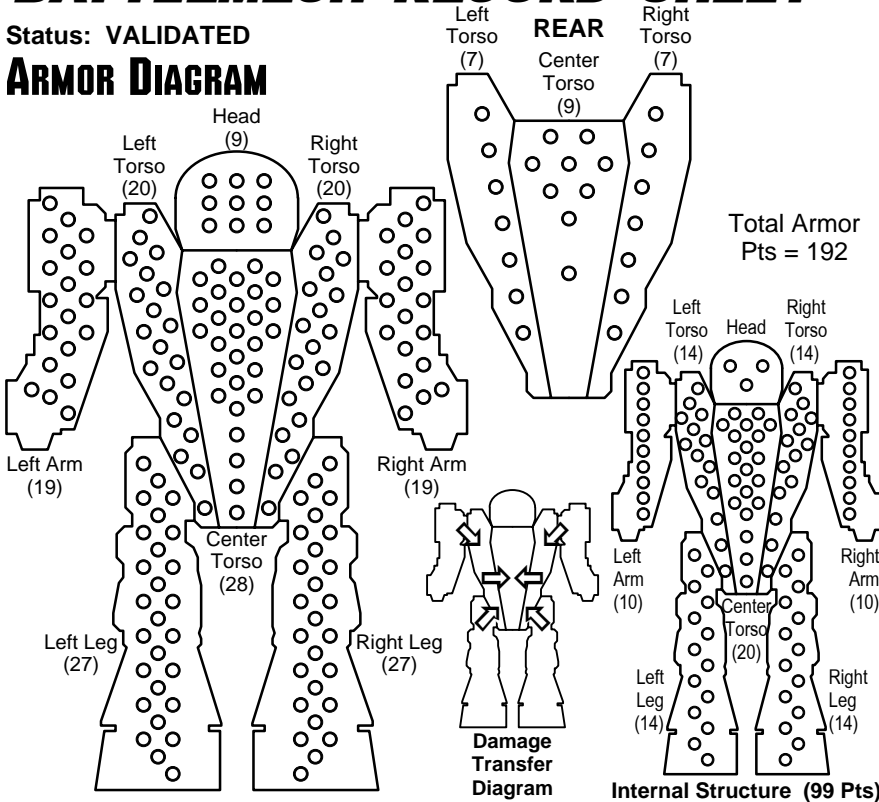 BATTLEMECH RECORD SHEET
Status: VALIDATED
ARMOR DIAGRAM
Head
(9)
Left
Torso
(20)
Right
Torso
(20)
Left Arm
(19)
Right Arm
(19)
Center
Torso
(28)
Left Leg
(27)
Right Leg
(27)
REAR
Left
Torso
(7)
Center
Torso
(9)
Right
Torso
(7)
Total Armor
Pts = 192
Damage
Transfer
Diagram
Left
Torso
(14)
Head
Right
Torso
(14)
Left
Arm
(10)
Right
Arm
(10)
Center
Torso
(20)
Left
Leg
(14)
Right
Leg
(14)
Internal Structure (99 Pts)